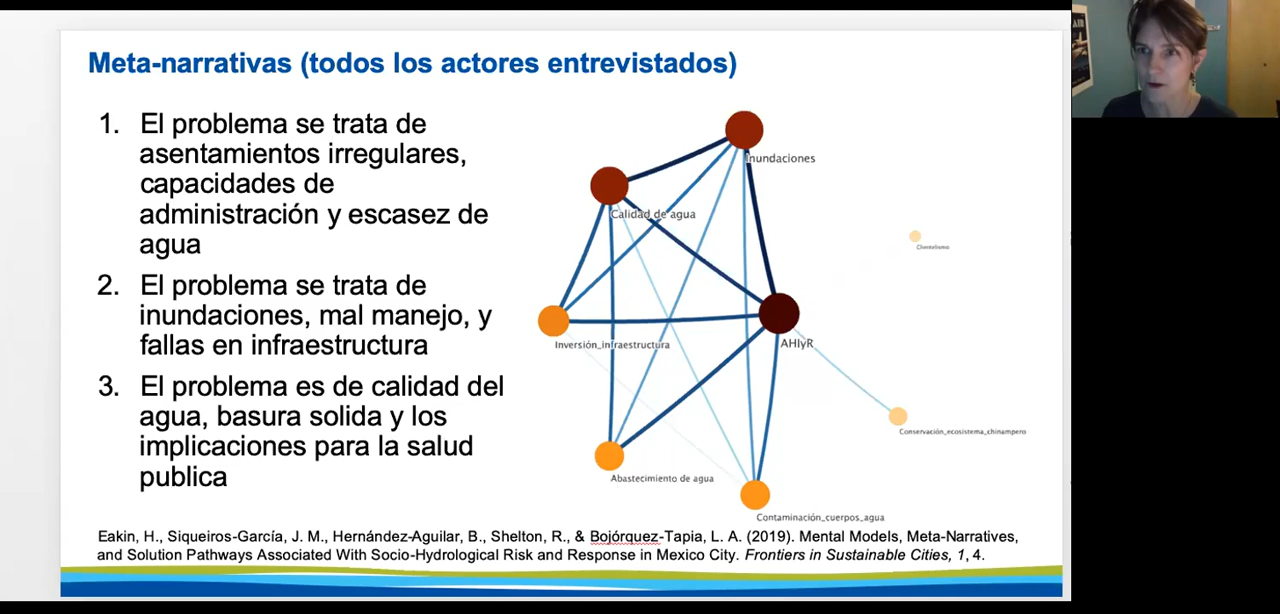 Meta-narrativas (todos los actores entrevistados)
1. El problema se trata de
asentamientos irregulares,
capacidades de
administración y escasez de
agua
2. El problema se trata de
inundaciones, mal manejo, y
fallas en infraestructura
3. El problema es de calidad del
agua, basura solida y los
implicaciones para la salud
publica
Inundaciones
Calidad de agua
Clientelismo
Inversión_infraestructura
AHIyR
Conservación_ecosistema_chinampero
Abastecimiento de agua
Contaminación_cuerpos_agua
Eakin, H., Siqueiros-García, J. M., Hernández-Aguilar, B., Shelton, R., & Bojórquez-Tapia, L. A. (2019). Mental Models, Meta-Narratives,
and Solution Pathways Associated With Socio-Hydrological Risk and Response in Mexico City. Frontiers in Sustainable Cities, 1, 4.